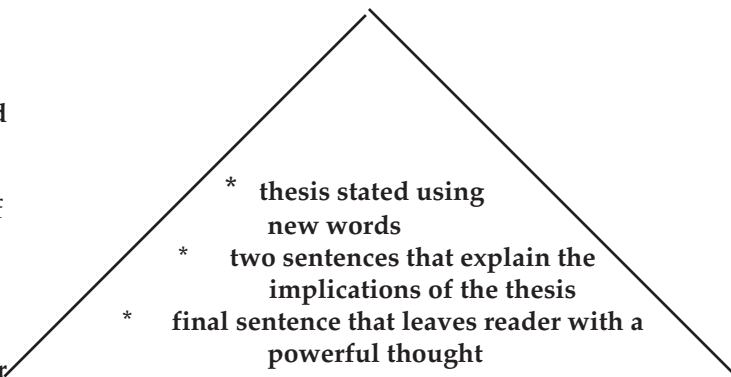 * thesis stated using
new words
* two sentences that explain the
implications of the thesis
* final sentence that leaves reader with a
powerful thought